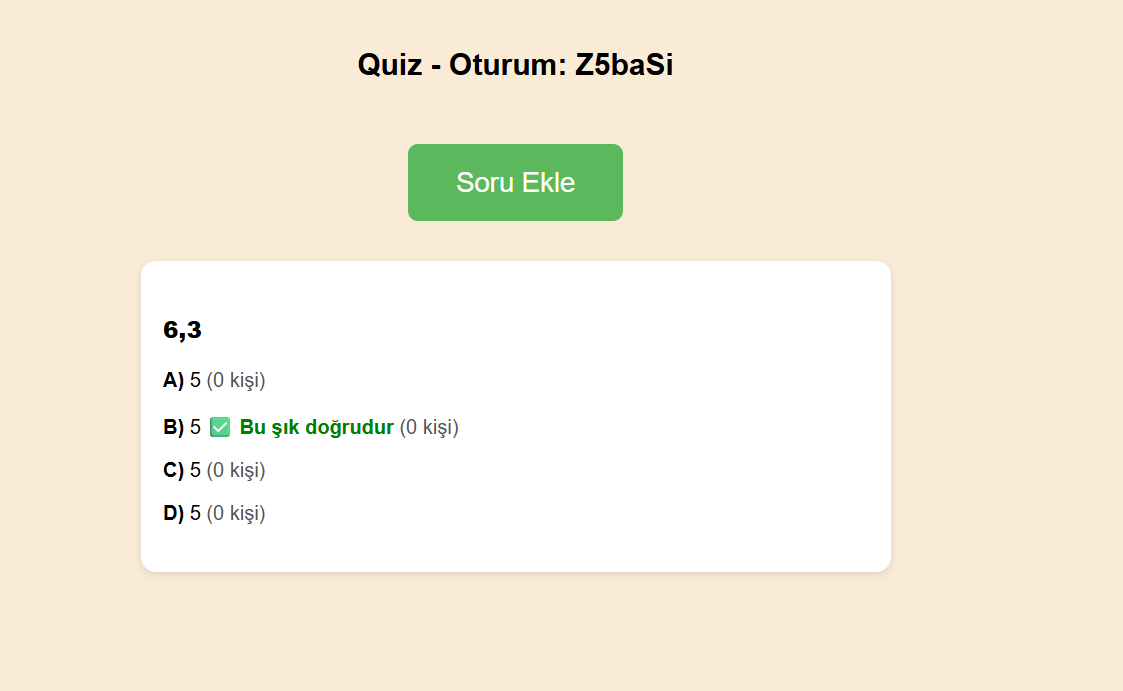 Quiz - Oturum: Z5baSi
Soru Ekle
6,3
A) 5 (0 kişi)
B) 5 ✅ Bu şık doğrudur (0 kişi)
C) 5 (0 kişi)
D) 5 (0 kişi)